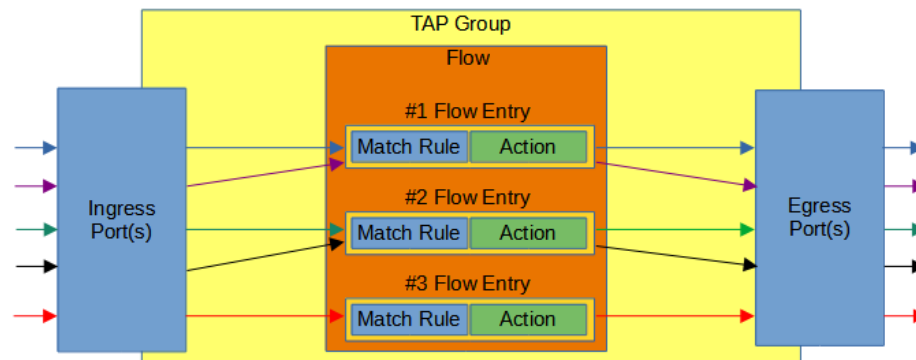 TAP Group
Flow
#1 Flow Entry
Match Rule Action
#2 Flow Entry
Match Rule Action
Ingress
Port(s)
Egress
Port(s)
#3 Flow Entry
Match Rule Action